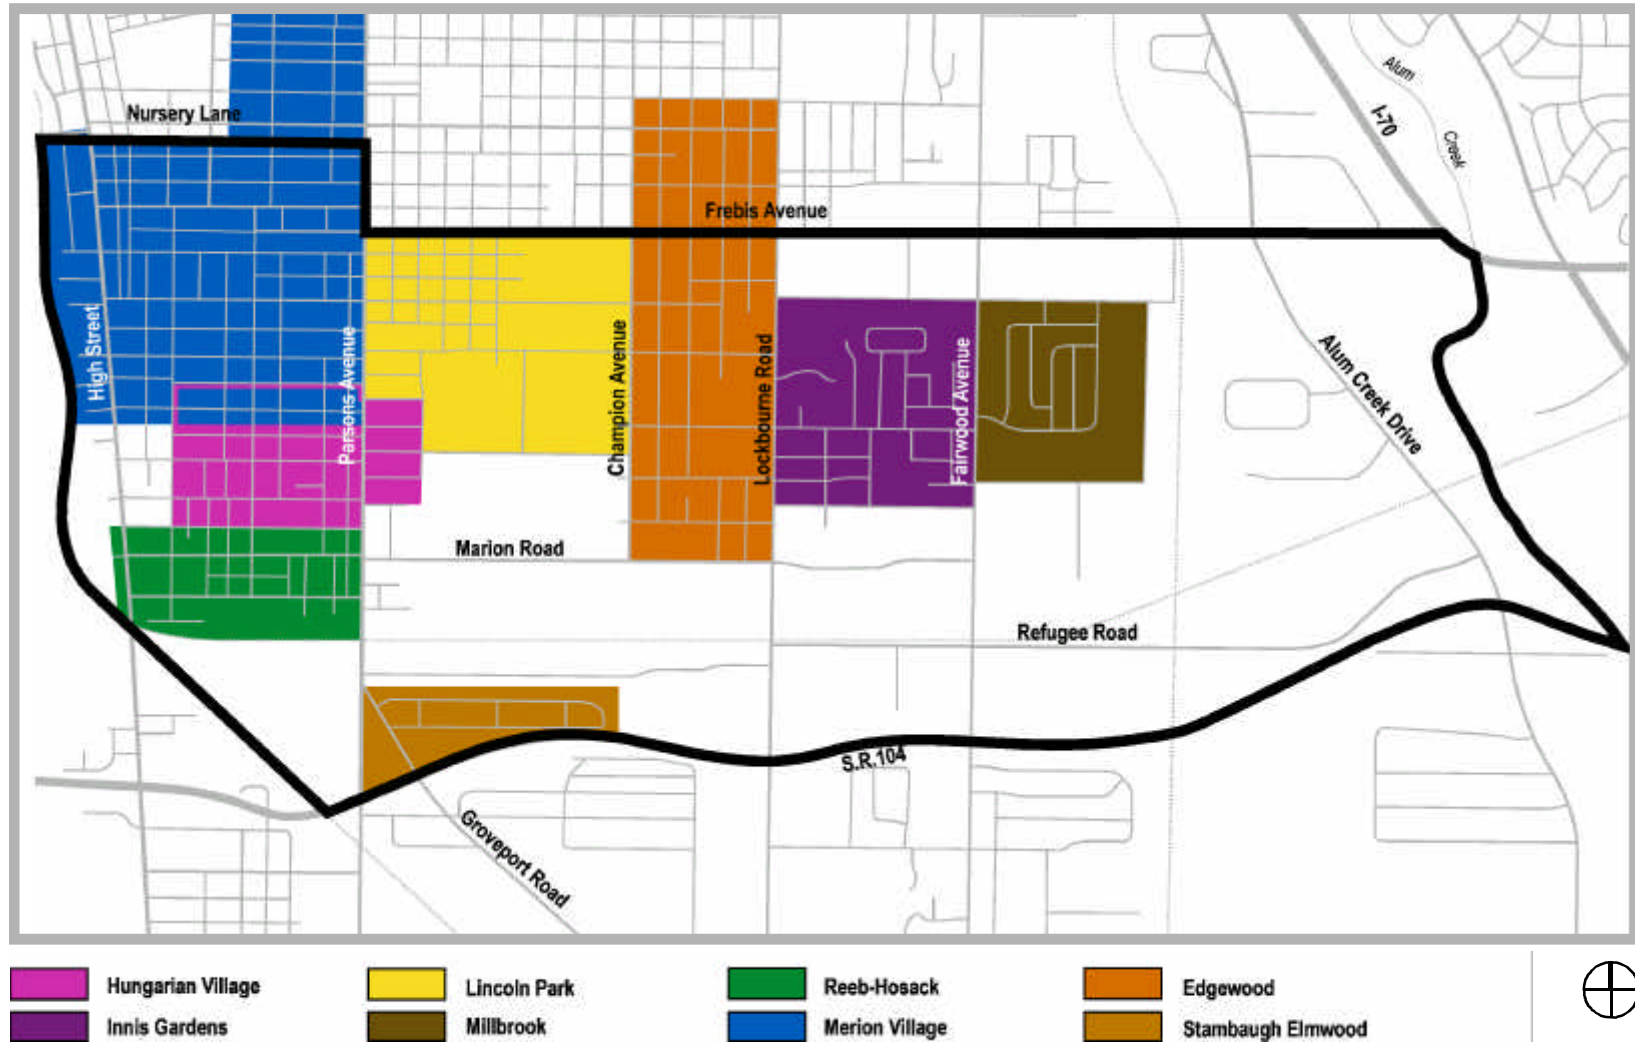 Alum
Creek
I-70
Nursery Lane
Frebis Avenue
High Street
Parsons Avenue
Champion Avenue
Lockbourne Road
Fairwood Avenue
Alum Creek Drive
Marion Road
Refugee Road
S.R.104
Groveport Road
Hungarian Village
Lincoln Park
Reeb-Hosack
Edgewood
Innis Gardens
Millbrook
Merion Village
Stambaugh Elmwood